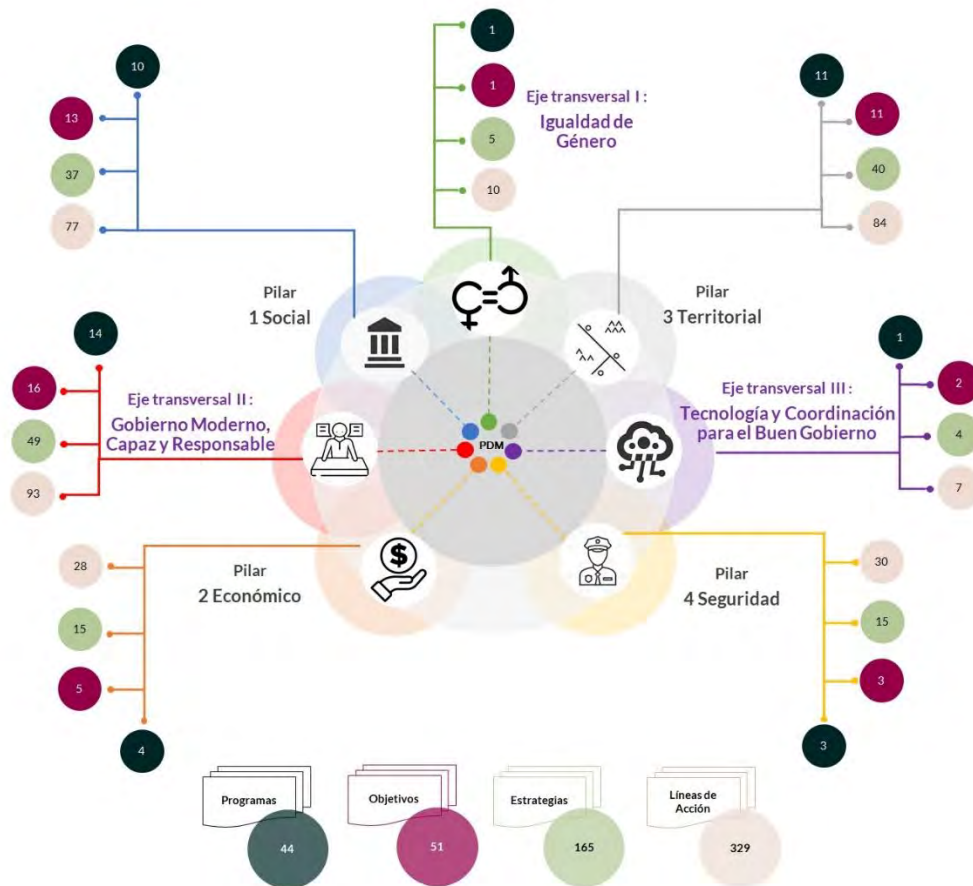 1
1
5
10
Eje transversal I :
Igualdad de
Género
10
13
37
77
11
11
40
84
Pilar
1 Social
Pilar
3 Territorial
14
16
49
93
Eje transversal II :
Gobierno Moderno,
Capaz y Responsable
PDM
Eje transversal III :
Tecnología y Coordinación
para el Buen Gobierno
1
2
4
7
28
15
5
4
Pilar
2 Económico
$
Pilar
4 Seguridad
30
15
3
3
Programas
44
Objetivos
51
Estrategias
165
Líneas de
Acción
329